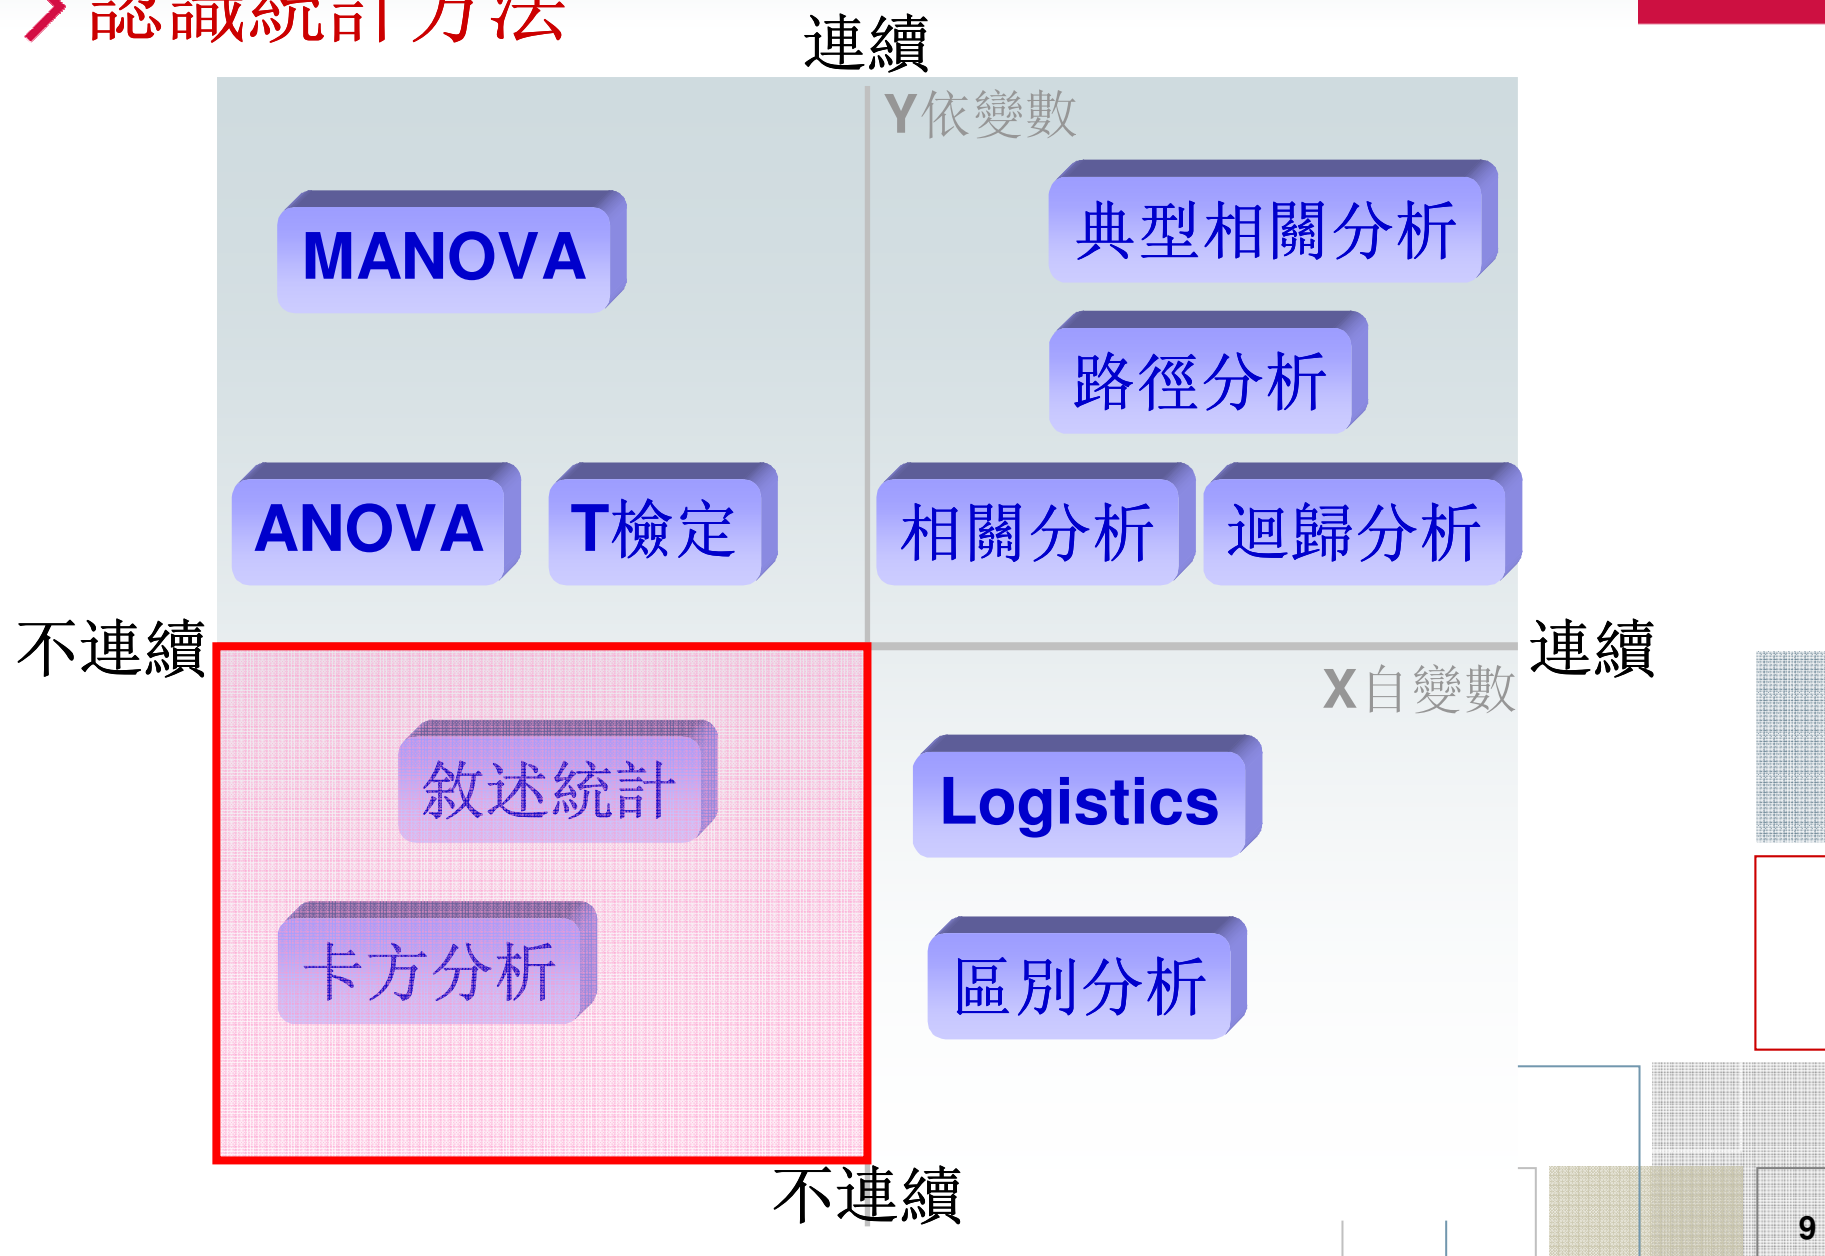 認識統計方法
連續
Y依變數
MANOVA
典型相關分析
路徑分析
ANOVA
T檢定
相關分析
迴歸分析
不連續
連續
X自變數
敘述統計
Logistics
卡方分析
區別分析
不連續
9